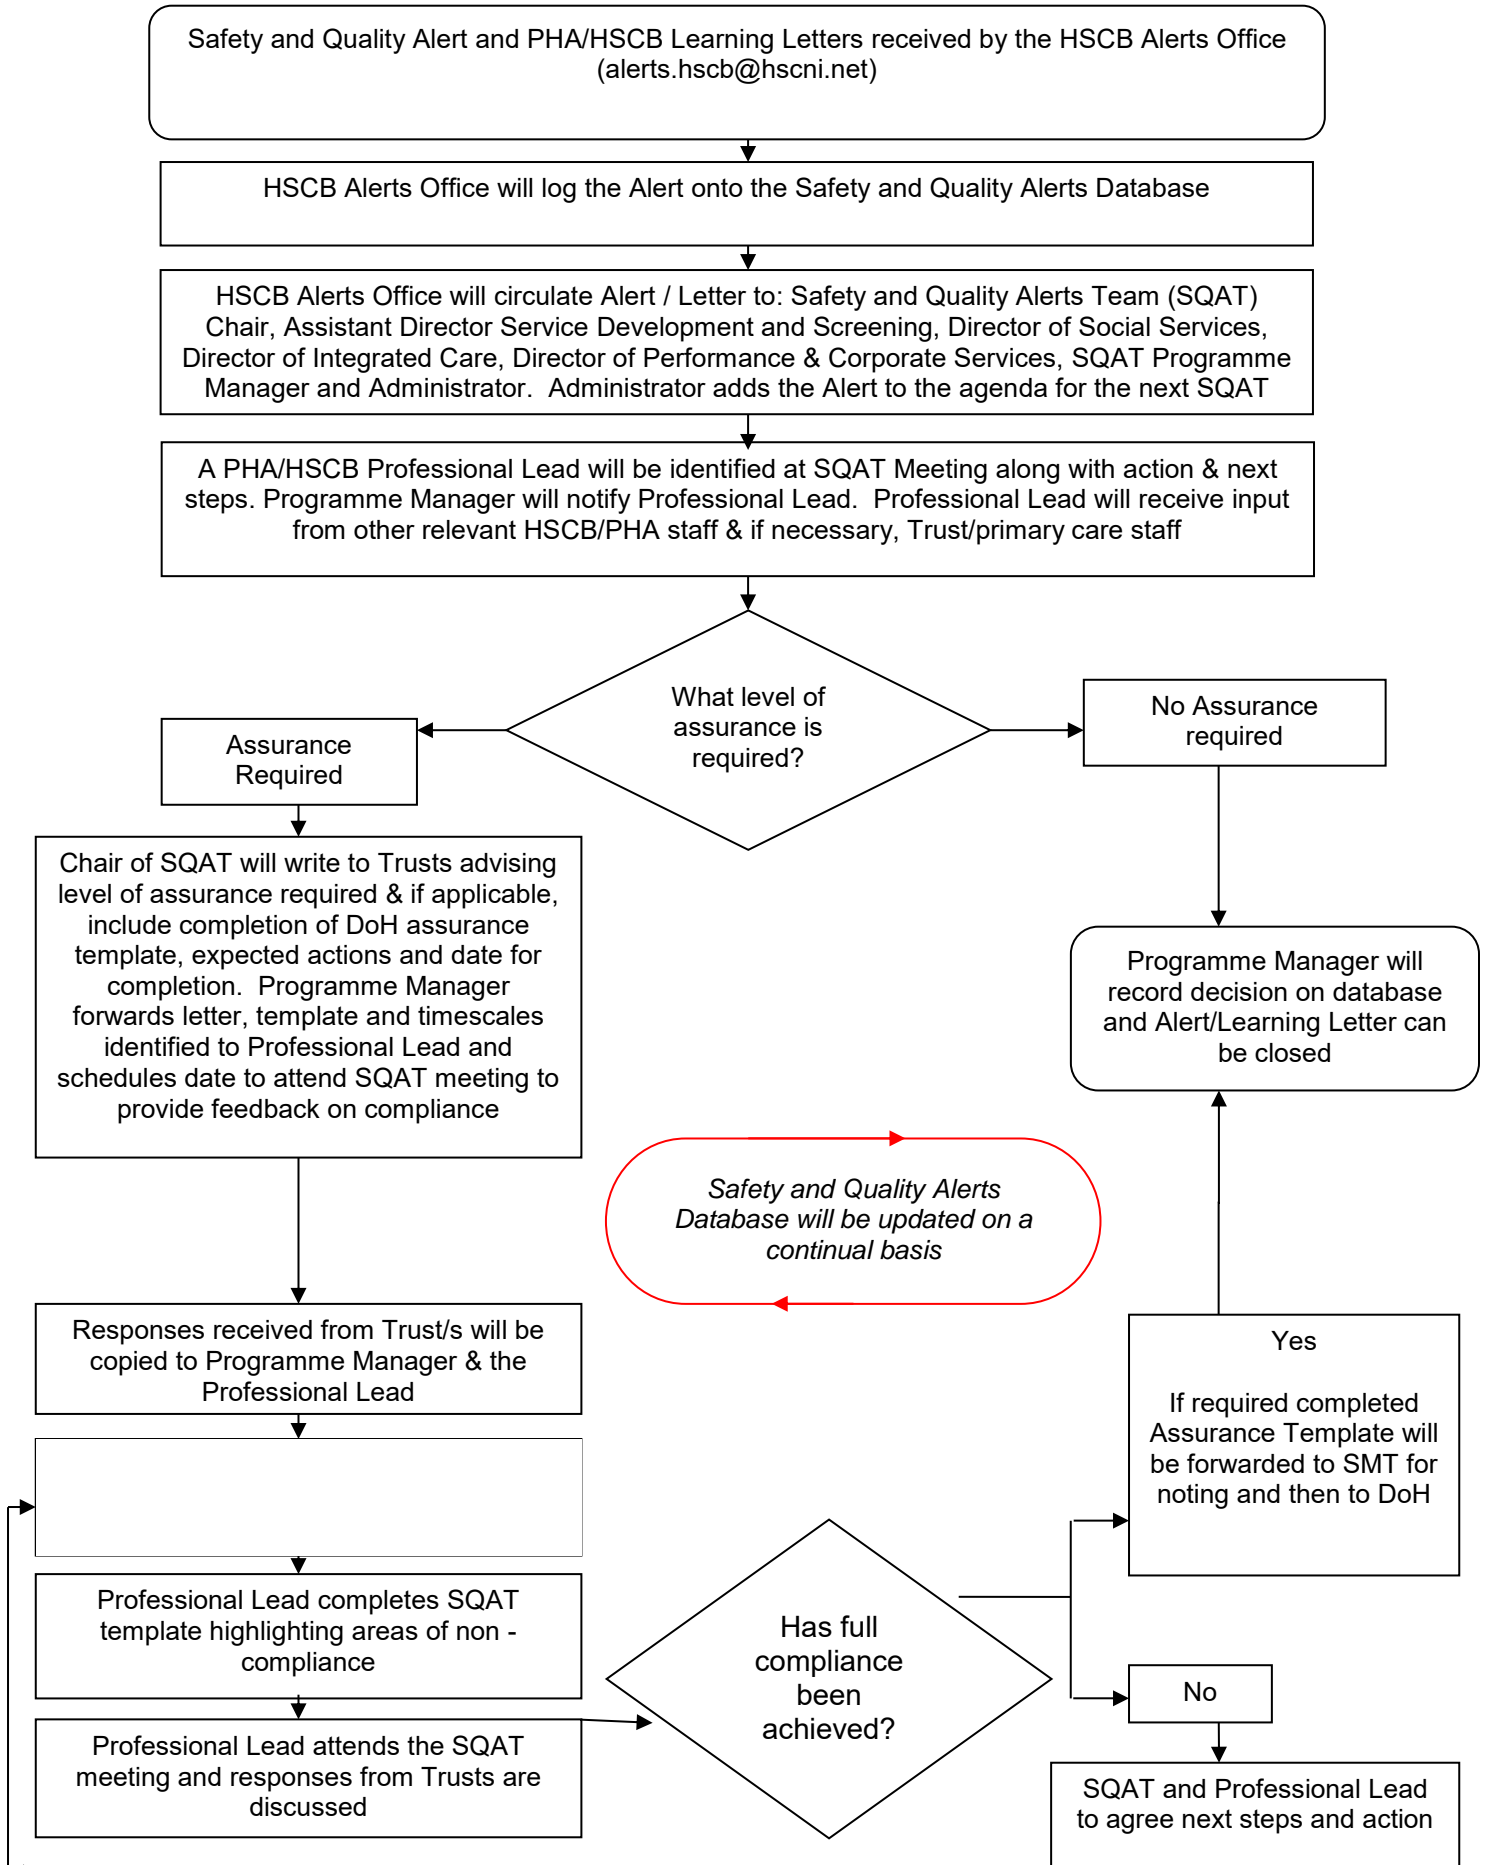 Safety and Quality Alert and PHA/HSCB Learning Letters received by the HSCB Alerts Office
(alerts.hscb@hscni.net)
HSCB Alerts Office will log the Alert onto the Safety and Quality Alerts Database
HSCB Alerts Office will circulate Alert / Letter to: Safety and Quality Alerts Team (SQAT)
Chair, Assistant Director Service Development and Screening, Director of Social Services,
Director of Integrated Care, Director of Performance & Corporate Services, SQAT Programme
Manager and Administrator.  Administrator adds the Alert to the agenda for the next SQAT
A PHA/HSCB Professional Lead will be identified at SQAT Meeting along with action & next
steps. Programme Manager will notify Professional Lead.  Professional Lead will receive input
from other relevant HSCB/PHA staff & if necessary, Trust/primary care staff
What level of
assurance is
required?
No Assurance
required
Assurance
Required
Chair of SQAT will write to Trusts advising
level of assurance required & if applicable,
include completion of DoH assurance
template, expected actions and date for
completion.  Programme Manager
forwards letter, template and timescales
identified to Professional Lead and
schedules date to attend SQAT meeting to
provide feedback on compliance
Programme Manager will
record decision on database
and Alert/Learning Letter can
be closed
Safety and Quality Alerts
Database will be updated on a
continual basis
Responses received from Trust/s will be
copied to Programme Manager & the
Professional Lead
Yes
If required completed
Assurance Template will
be forwarded to SMT for
noting and then to DoH
Professional Lead completes SQAT
template highlighting areas of non -
compliance
Has full
compliance
been
achieved?
No
Professional Lead attends the SQAT
meeting and responses from Trusts are
discussed
SQAT and Professional Lead
to agree next steps and action